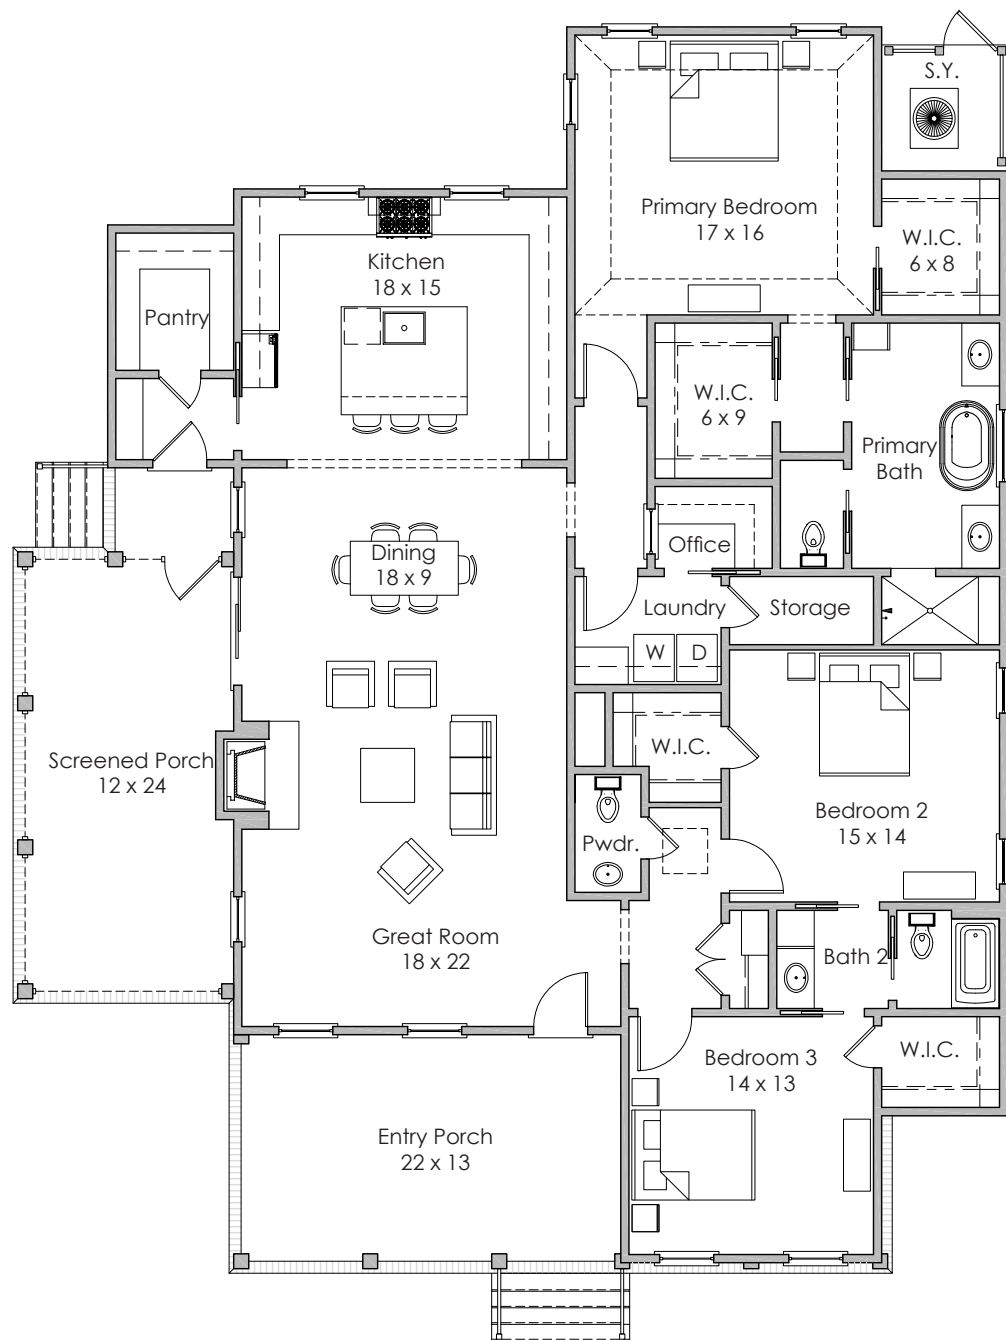 S.Y.
Primary Bedroom
17 x 16
W.I.C.
6 x 8
Kitchen
18 x 15
Pantry
W.I.C.
6 x 9
Primary
Bath
Dining
18 x 9
Office
Laundry
Storage
W
D
W.I.C.
Screened Porch
12 x 24
Bedroom 2
15 x 14
Pwdr.
Great Room
18 x 22
Bath 2
Bedroom 3
14 x 13
W.I.C.
Entry Porch
22 x 13